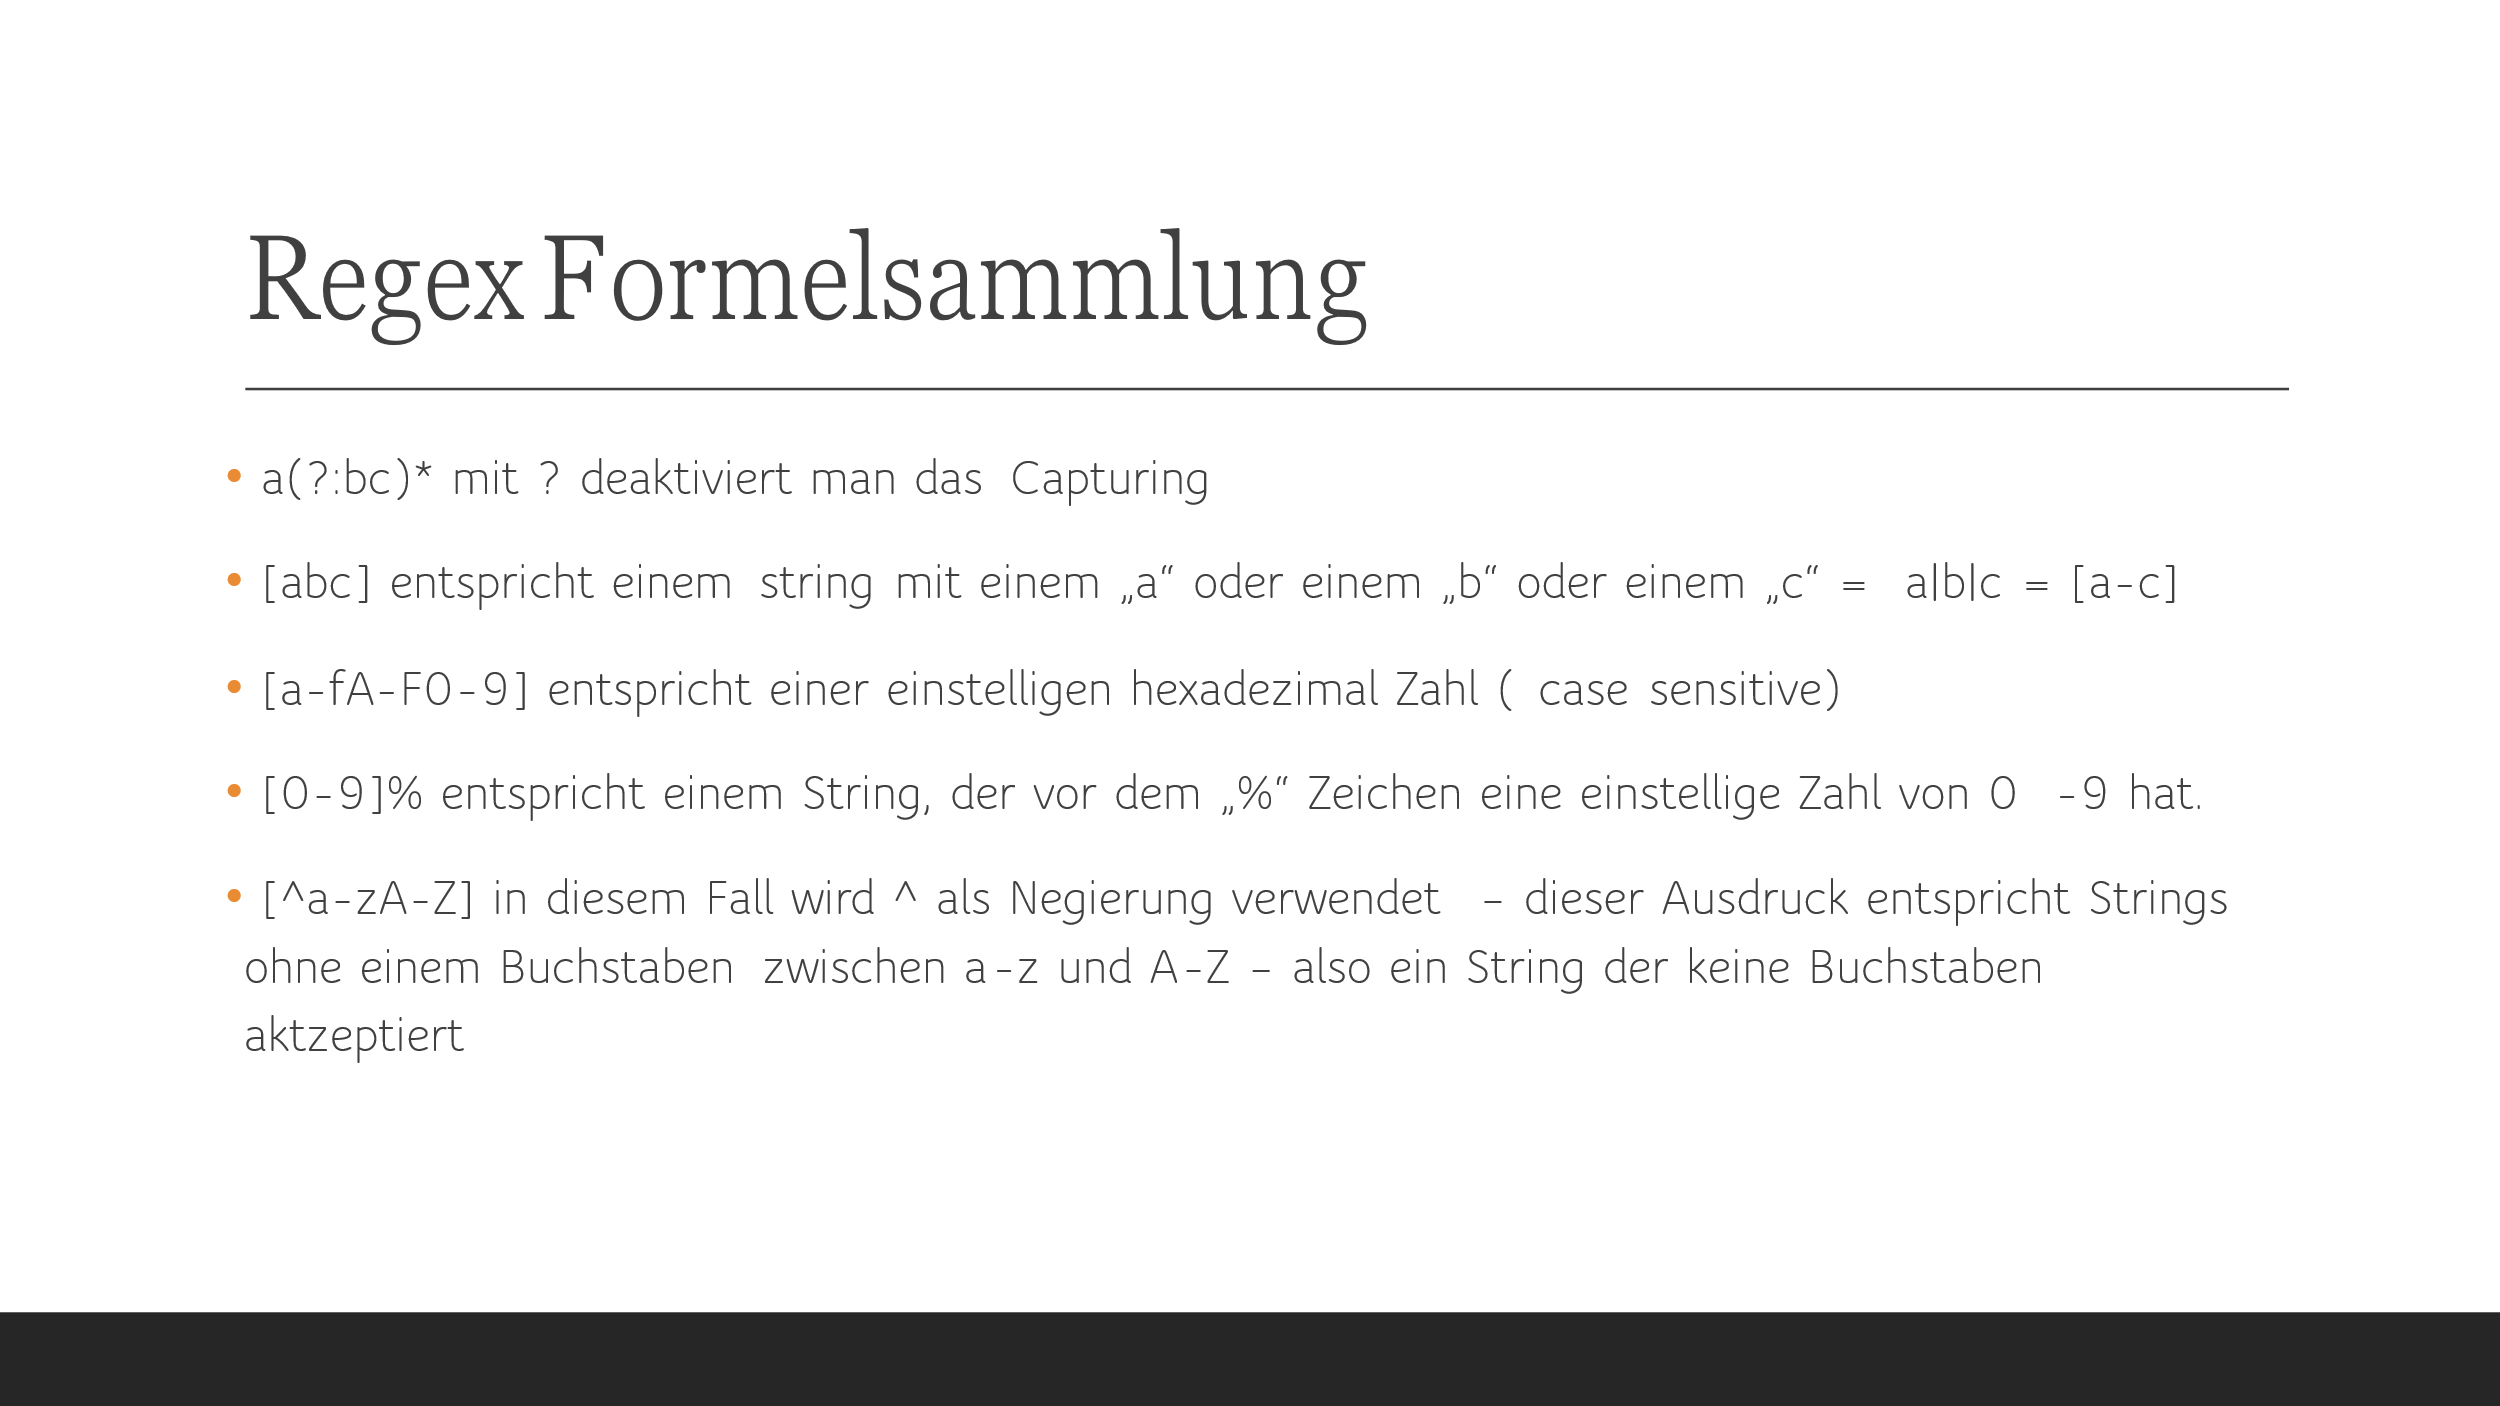 Regex Formelsammlung
• a(?:bc)* mit ? deaktiviert man das Capturing
• [abc] entspricht einem string mit einem „a“ oder einem „b“ oder einem „c“ = a|b|c = [a-c]
• [a-fA-F0-9] entspricht einer einstelligen hexadezimal Zahl ( case sensitive)
• [0-9]% entspricht einem String, der vor dem „%“ Zeichen eine einstellige Zahl von 0 -9 hat.
• [^a-zA-Z] in diesem Fall wird ^ als Negierung verwendet – dieser Ausdruck entspricht Strings
ohne einem Buchstaben zwischen a-z und A-Z – also ein String der keine Buchstaben
aktzeptiert